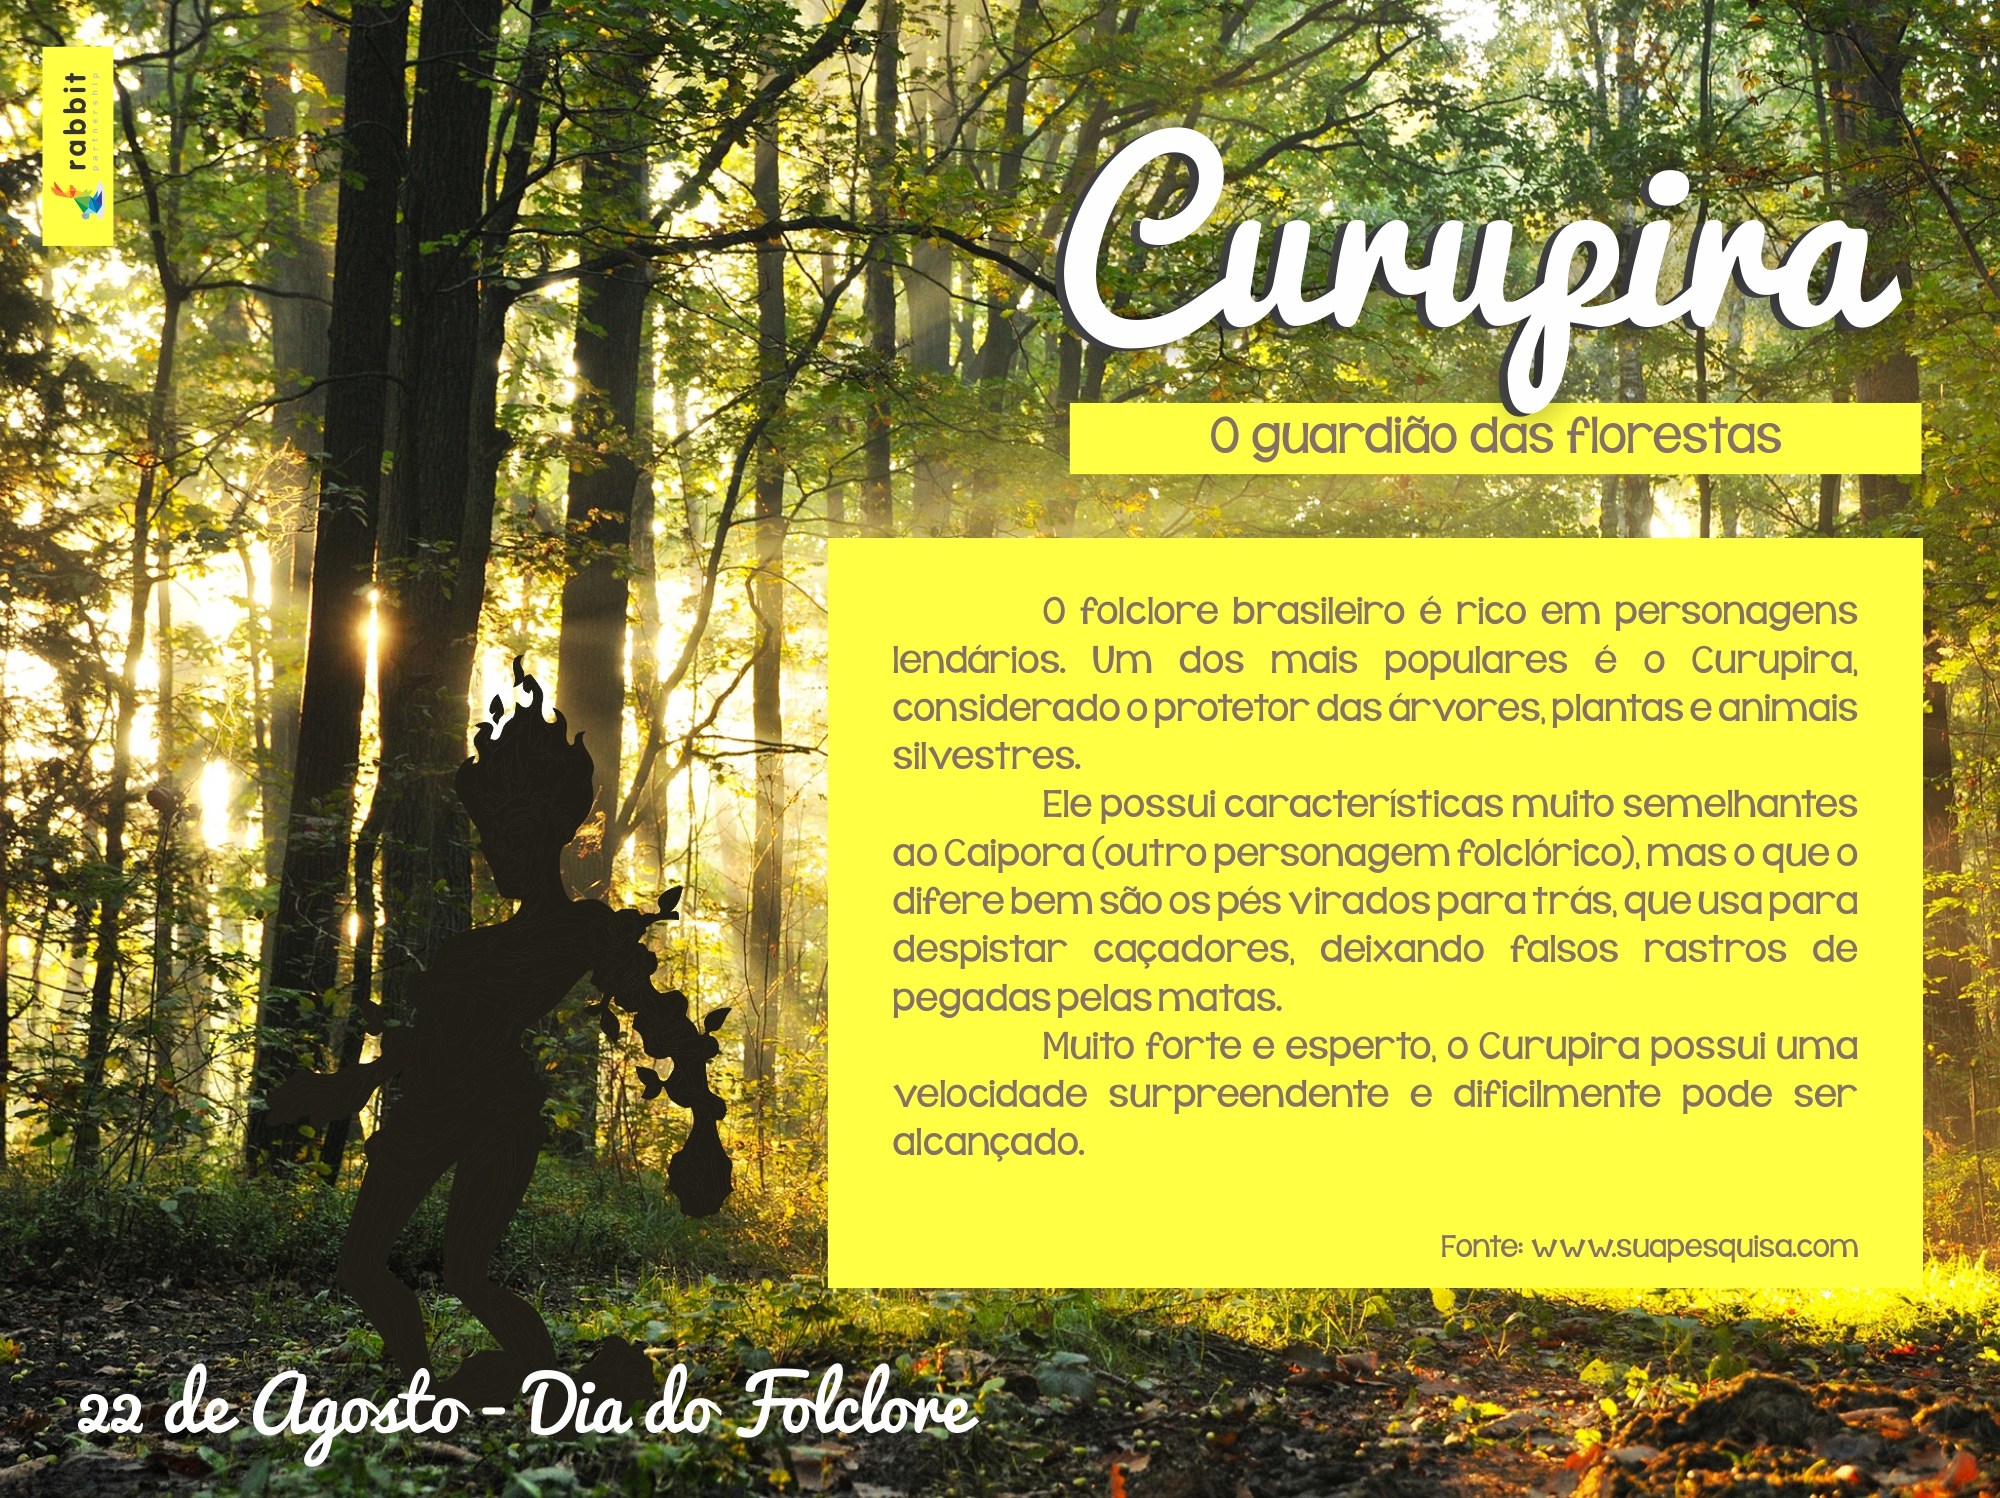 rabbit
partnership
Curupira
O guardião das florestas
O folclore brasileiro é rico em personagens
lendários. Um dos mais populares é o Curupira,
considerado o protetor das árvores, plantas e animais
silvestres.
Ele possui características muito semelhantes
ao Caipora (outro personagem folclórico), mas o que o
difere bem são os pés virados para trás, que usa para
despistar caçadores, deixando falsos rastros de
pegadas pelas matas.
Muito forte e esperto, o Curupira possui uma
velocidade surpreendente e dificilmente pode ser
alcançado.
Fonte: www.suapesquisa.com
22 de Agosto - Dia do Folclore